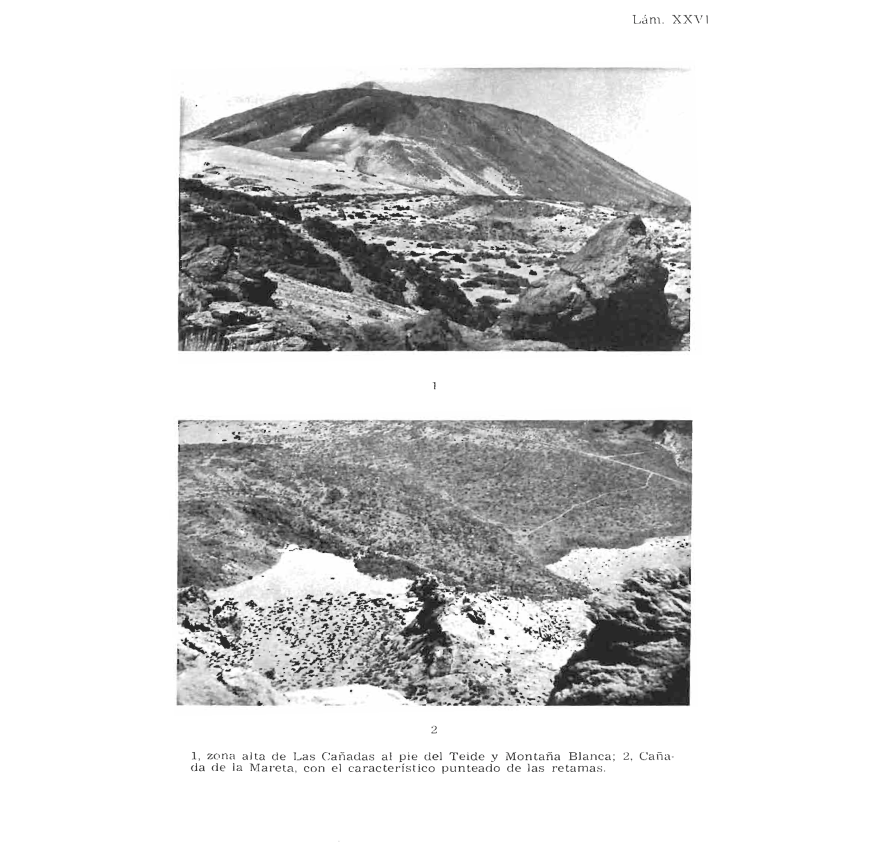 Lám. XXVI
1
2
1, zona alta de Las Cañadas al pie del Teide y Montaña Blanca; 2, Caña-
da de la Mareta, con el característico punteado de las retamas.